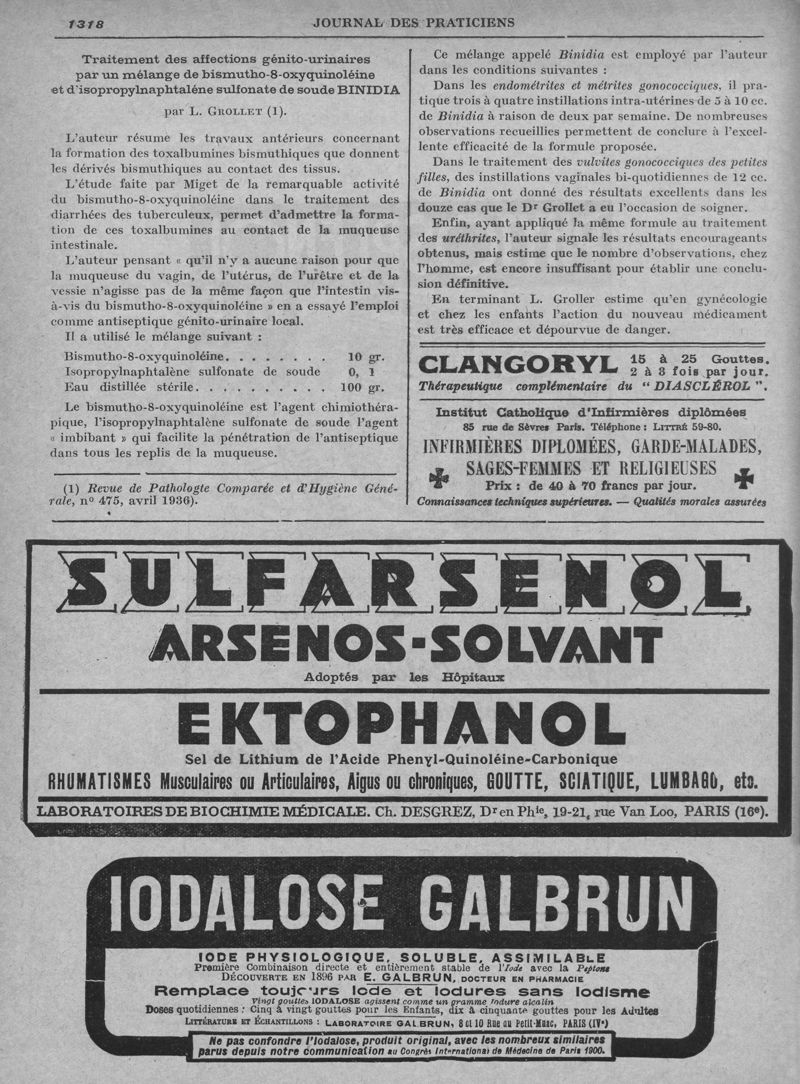 1318
JOURNAL DES PRATICIENS
Traitement des affections génito-urinaires
par un mélange de bismutho-8-oxyquinoléine
et d'isopropylnaphtaléne sulfonate de soude BINIDIA
par L. GROLLET (1).
L'auteur résume les travaux antérieurs concernant
la formation des toxalbumines bismuthiques que donnent
les dérivés bismuthiques au contact des tissus.
L'étude faite par Miget de la remarquable activité
du bismutho-8-oxyquinoléine dans le traitement des
diarrhées des tuberculeux, permet d'admettre la forma-
tion de ces toxalbumines au contact de la muqueuse
intestinale.
L'auteur pensant « qu'il n'y a aucune raison pour que
la muqueuse du vagin, de l'utérus, de l'urètre et de la
vessie n'agisse pas de la même façon que l'intestin vis-
à-vis du bismutho-8-oxyquinoléine » en a essayé l'emploi
comme antiseptique génito-urinaire local.
Il a utilisé le mélange suivant :
Bismutho-8-oxyquinoléine. . . . . . . . 10 gr.
Isopropylnaphtalène sulfonate de soude 0, 1
Eau distillée stérile. . . . . . . . . . 100 gr.
Le bismutho-8-oxyquinoléine est l'agent chimiothéra-
pique, l'isopropylnaphtalène sulfonate de soude l'agent
« imbibant » qui facilite la pénétration de l'antiseptique
dans tous les replis de la muqueuse.
(1) Revue de Pathologie Comparée et d'Hygiène Géné-
rale, n° 475, avril 1936).
Ce mélange appelé Binidia est employé par l'auteur
dans les conditions suivantes :
Dans les endométrites et métrites gonococciques, il pra-
tique trois à quatre instillations intra-utérines de 5 à 10 cc.
de Binidia à raison de deux par semaine. De nombreuses
observations recueillies permettent de conclure à l'excel-
lente efficacité de la formule proposée.
Dans le traitement des vulvites gonococciques des petites
filles, des instillations vaginales bi-quotidiennes de 12 cc.
de Binidia ont donné des résultats excellents dans les
douze cas que le Dr Grollet a eu l'occasion de soigner.
Enfin, ayant appliqué la même formule au traitement
des uréthrites, l'auteur signale les résultats encourageants
obtenus, mais estime que le nombre d'observations, chez
l'homme, est encore insuffisant pour établir une conclu-
sion définitive.
En terminant L. Groller estime qu'en gynécologie
et chez les enfants l'action du nouveau médicament
est très efficace et dépourvue de danger.
CLANGORYL 15 à 25 Gouttes.
2 à 3 fois par jour.
Thérapeutique complémentaire du " DIASCLÉROL ".
Institut Catholique d'Infirmières diplômées
85 rue de Sèvres Paris. Téléphone : LITTRÉ 59-80.
INFIRMIÈRES DIPLOMÉES, GARDE-MALADES,
SAGES-FEMMES ET RELIGIEUSES
Prix : de 40 à 70 francs par jour.
Connaissances techniques supérieures. — Qualités morales assurées
SULFARSENOL
ARSENOS-SOLVANT
Adoptés par les Hôpitaux
EKTOPHANOL
Sel de Lithium de l'Acide Phenyl-Quinoléine-Carbonique
RHUMATISMES Musculaires ou Articulaires, Aigus ou chroniques, GOUTTE, SCIATIQUE, LUMBAGO, etc.
LABORATOIRES DE BIOCHIMIE MÉDICALE. Ch. DESGREZ, Dr en Phie, 19-21, rue Van Loo, PARIS (16e).
IODALOSE GALBRUN
IODE PHYSIOLOGIQUE, SOLUBLE, ASSIMILABLE
Première Combinaison directe et entièrement stable de l'Iode avec la Peptone
DÉCOUVERTE EN 1896 PAR E. GALBRUN, DOCTEUR EN PHARMACIE
Remplace toujours Iode et Iodures sans Iodisme
Vingt gouttes IODALOSE agissent comme un gramme Iodure alcalin
Doses quotidiennes : Cinq à vingt gouttes pour les Enfants, dix à cinquante gouttes pour les Adultes
LITTÉRATURE ET ÉCHANTILLONS : LABORATOIRE GALBRUN, 8 et 10 Rue du Petit-Musc, PARIS (IVe)
Ne pas confondre l'Iodalose, produit original, avec les nombreux similaires
parus depuis notre communication au Congrès International de Médecine de Paris 1900.